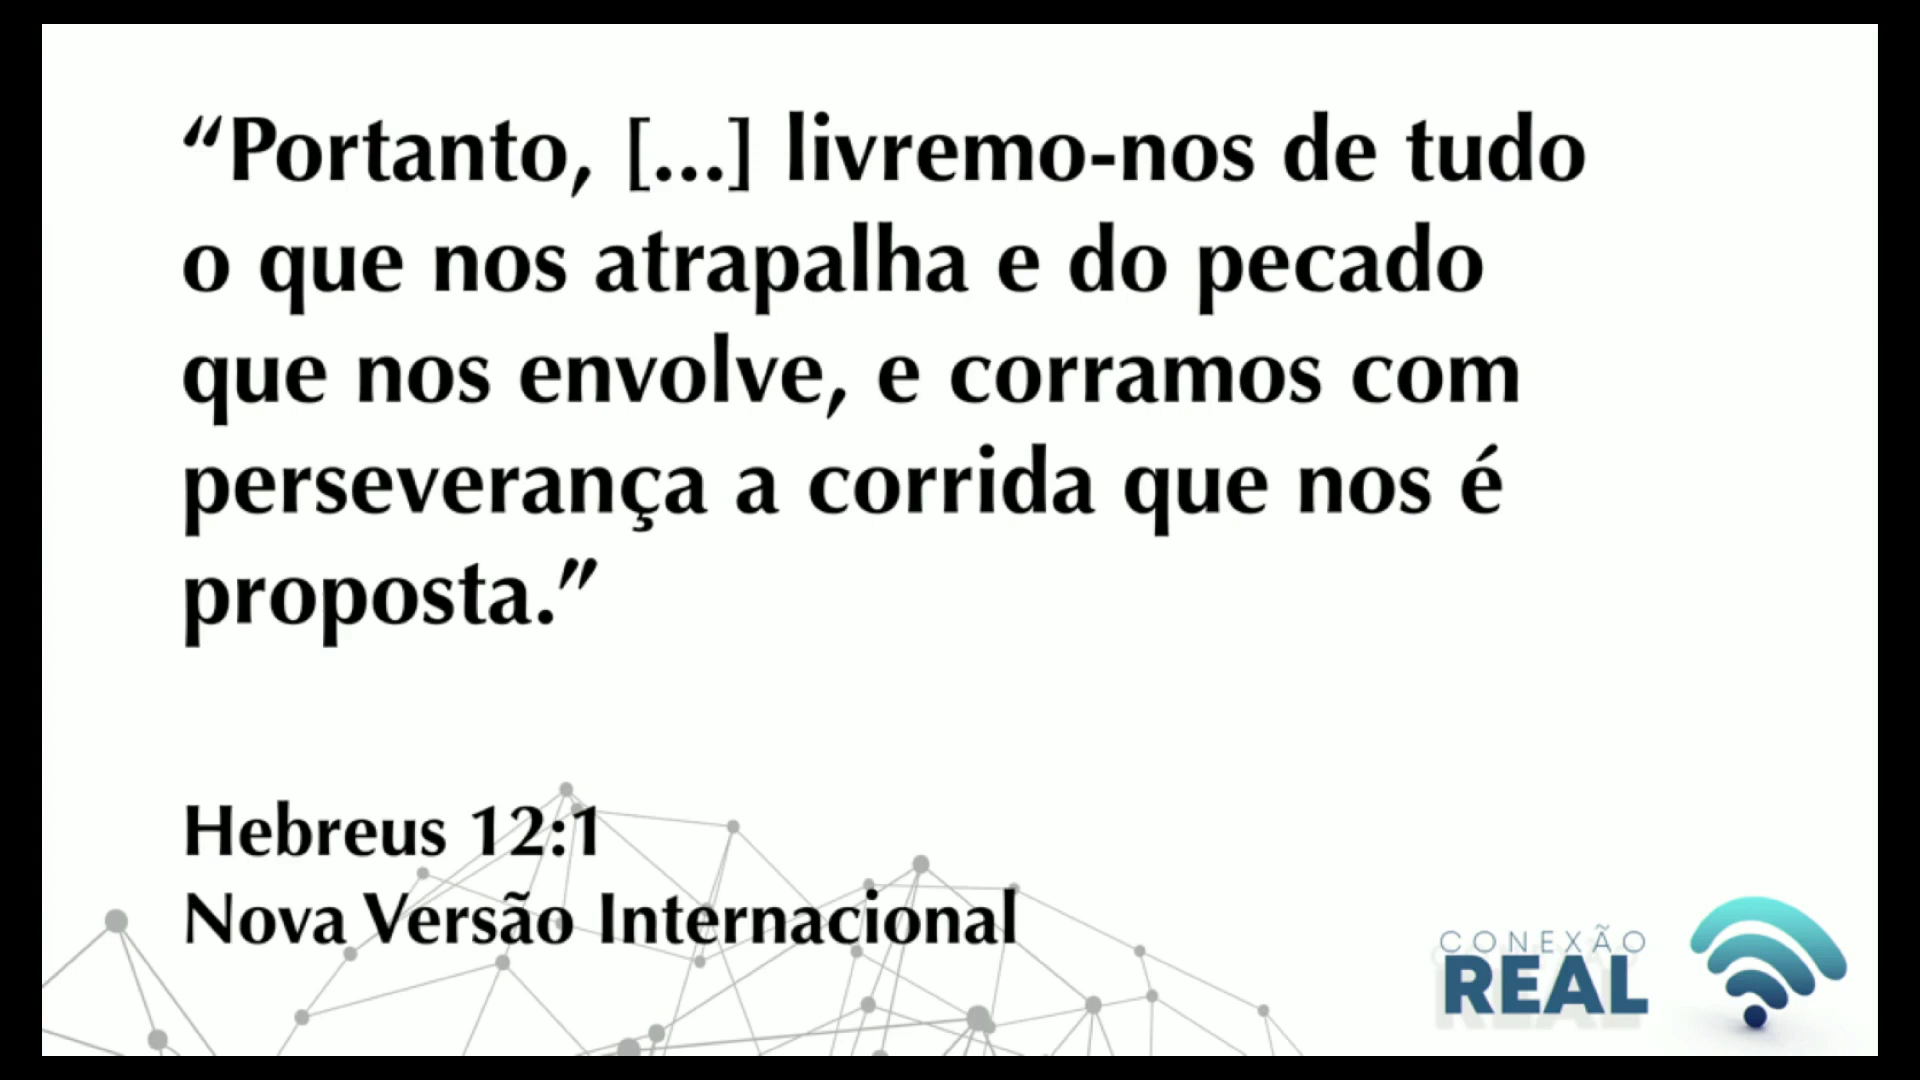 “Portanto, [...] livremo-nos de tudo
o que nos atrapalha e do pecado
que nos envolve, e corramos com
perseverança a corrida que nos é
proposta.”
Hebreus 12:1
Nova Versão Internacional
CONEXÃO
REAL